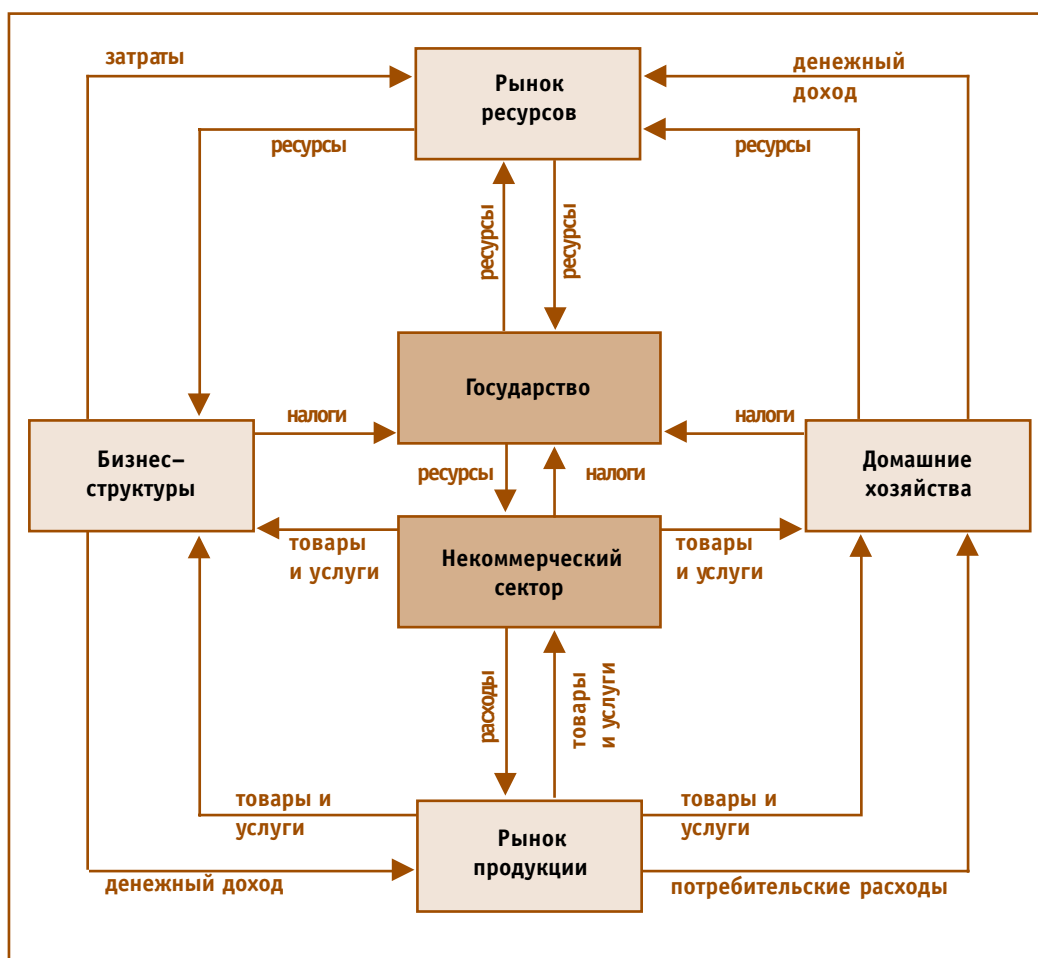 затраты
Рынок
ресурсов
денежный
доход
ресурсы
ресурсы
ресурсы
ресурсы
Государство
налоги
налоги
Бизнес–
структуры
Домашние
хозяйства
ресурсы
налоги
товары
и услуги
Некоммерческий
сектор
товары
и услуги
расходы
товары
и услуги
товары и
услуги
Рынок
продукции
товары и
услуги
денежный доход
потребительские расходы